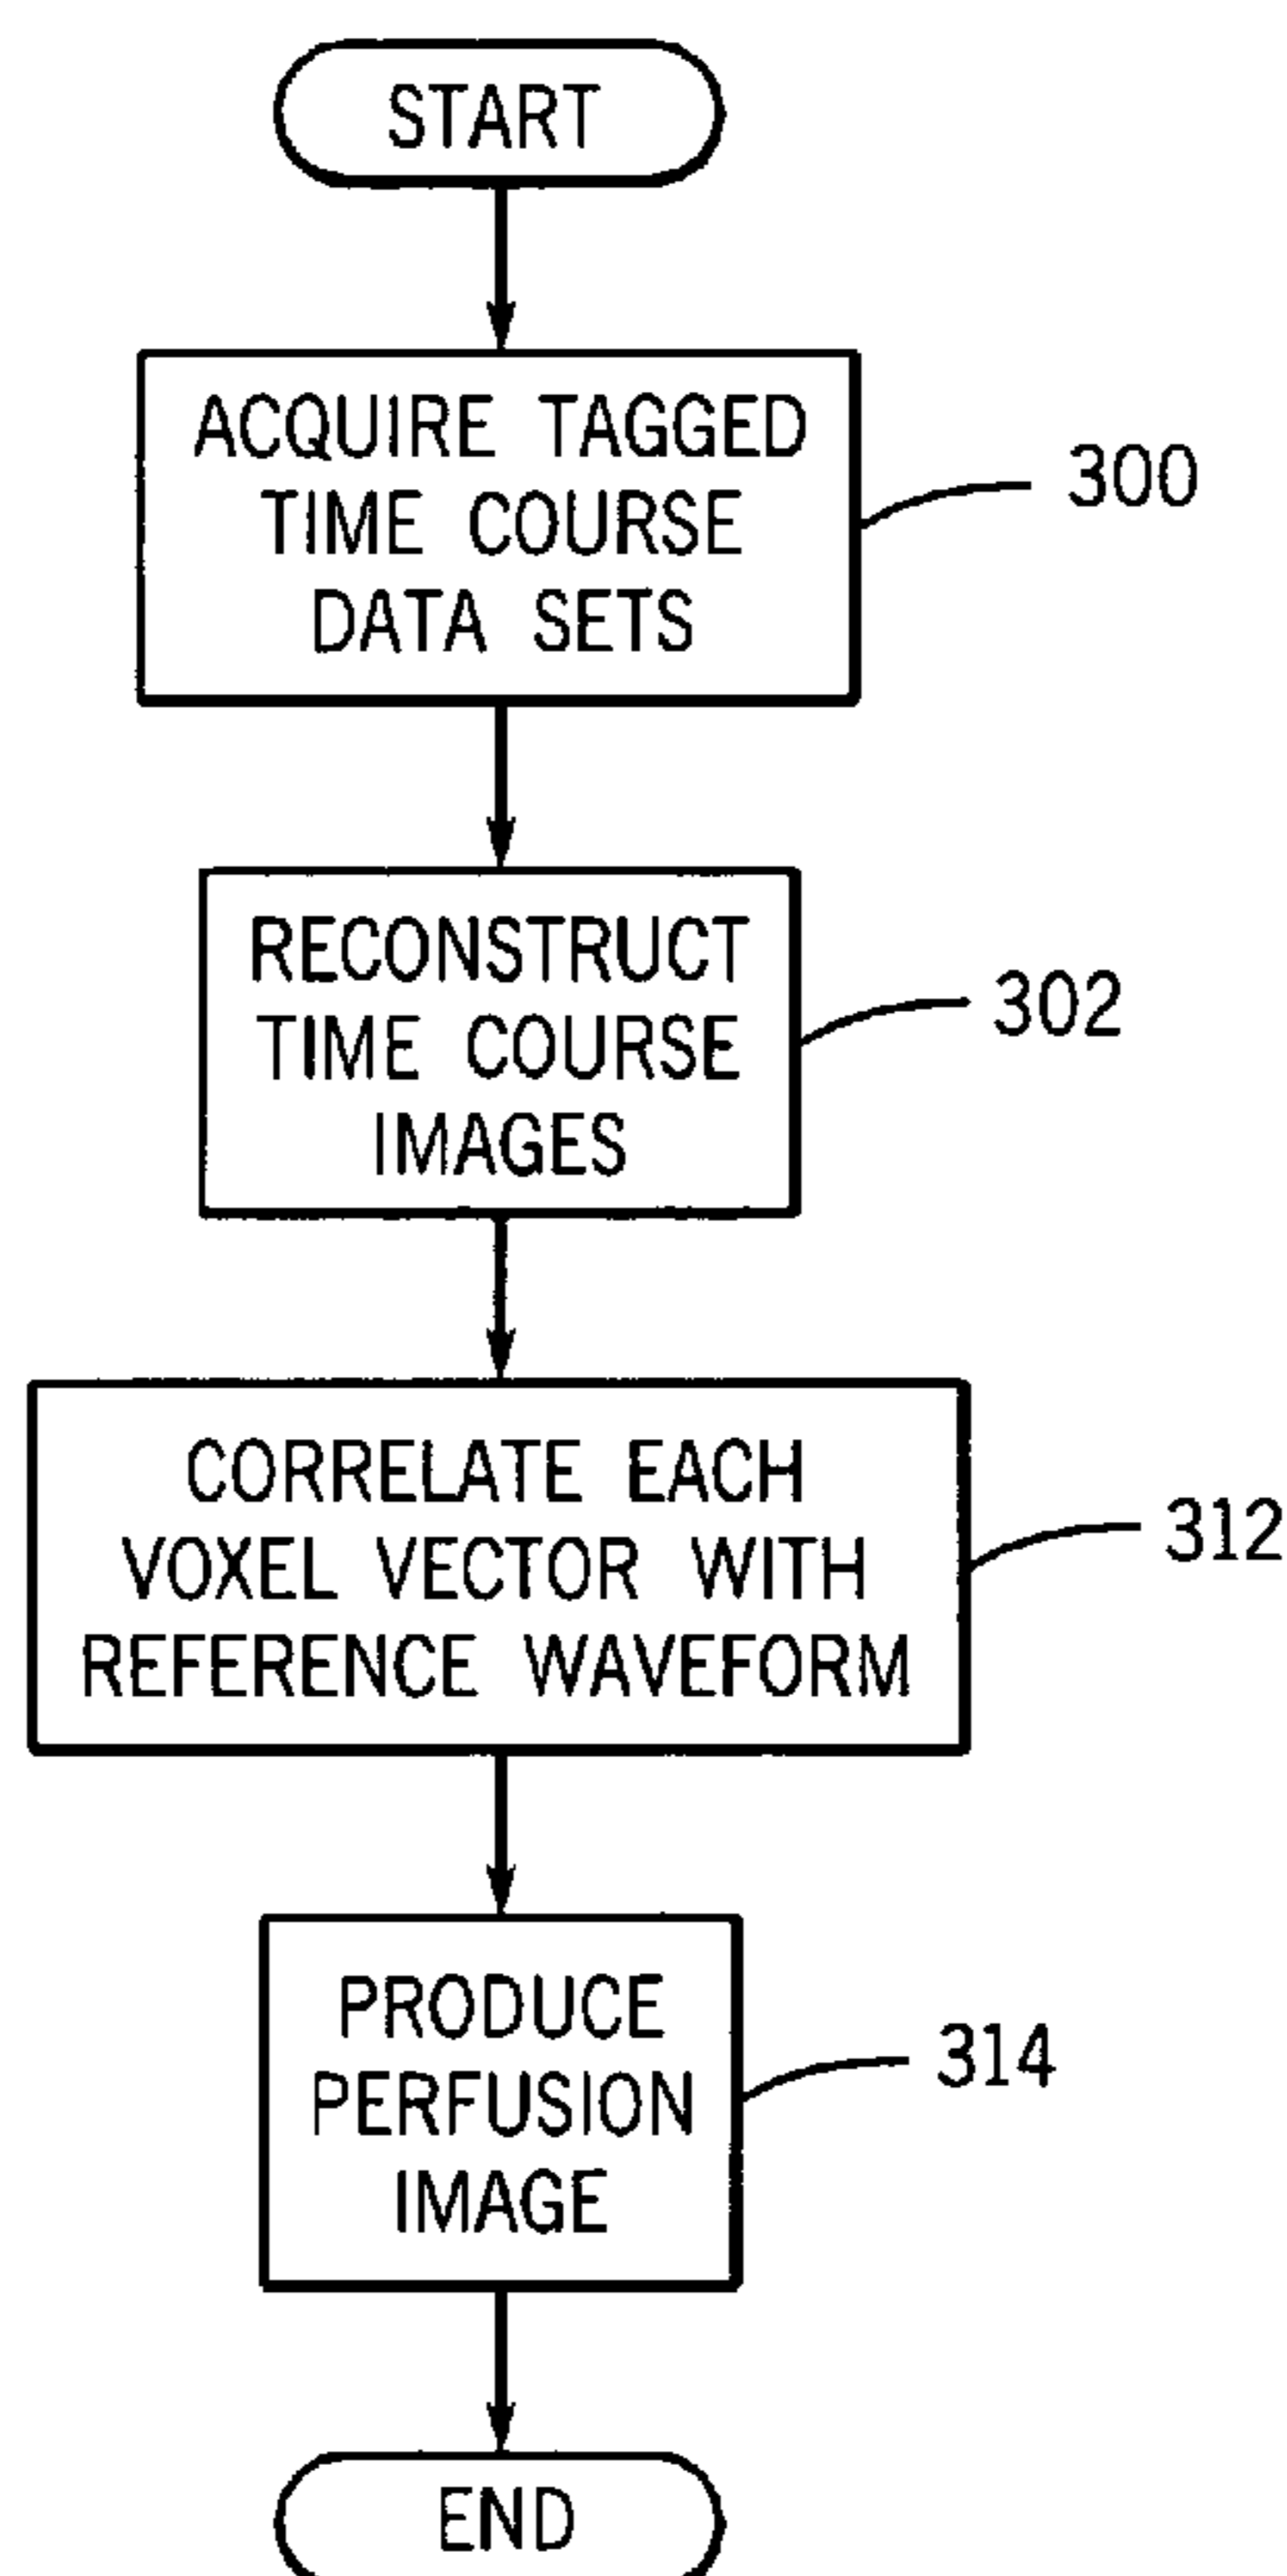 START
ACQUIRE TAGGED
TIME COURSE
DATA SETS
300
RECONSTRUCT
TIME COURSE
IMAGES
302
CORRELATE EACH
VOXEL VECTOR WITH
REFERENCE WAVEFORM
312
PRODUCE
PERFUSION
IMAGE
314
END